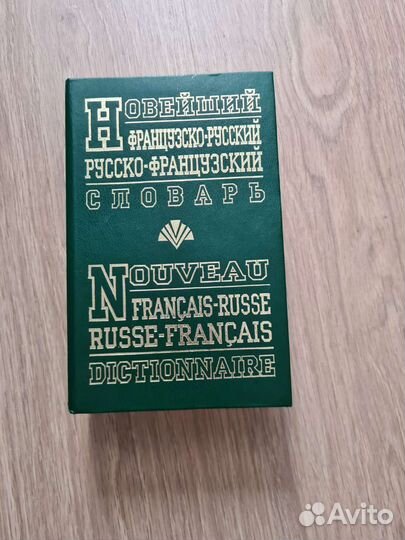 НОВЕЙШИЙ
ФРАНЦУЗСКО-РУССКИЙ
РУССКО-ФРАНЦУЗСКИЙ
СЛОВАРЬ
NOUVEAU
FRANÇAIS-RUSSE
RUSSE-FRANÇAIS
DICTIONNAIRE
Avito